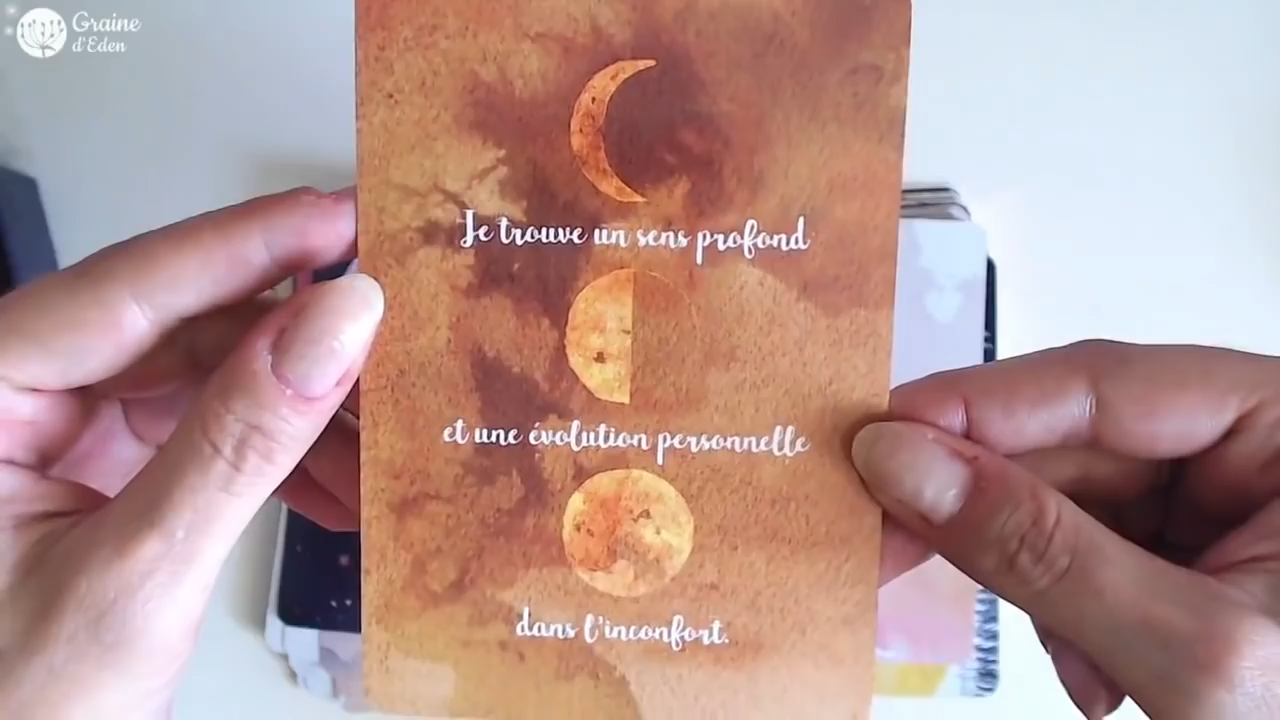 Graine
d'Eden
Je trouve un sens profond
et une évolution personnelle
dans l'inconfort.